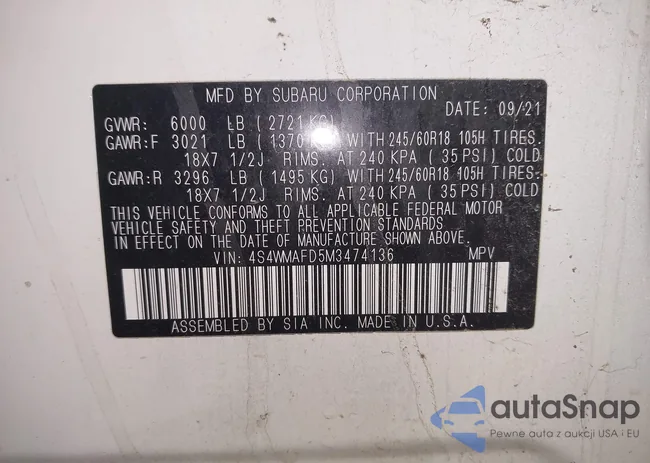 MFD BY SUBARU CORPORATION
DATE: 09/21
GVWR: 6000 LB (2721 KG)
GAWR:F 3021 LB (1370 WITH 245/60R18 105H TIRES.
18X7 1/2J RIMS. AT 240 KPA (35 PSI) COLD
GAWR:R 3296 LB (1495 KG) WITH 245/60R18 105H TIRES.
18X7 1/2J RIMS. AT 240 KPA (35 PSI) COLD
THIS VEHICLE CONFORMS TO ALL APPLICABLE FEDERAL MOTOR
VEHICLE SAFETY AND THEFT PREVENTION STANDARDS
IN EFFECT ON THE DATE OF MANUFACTURE SHOWN ABOVE.
VIN: 4S4WMAFD5M3474136 MPV
ASSEMBLED BY SIA INC. MADE IN U.S.A.
autoSnap
Pewne auta z aukcji USA i EU